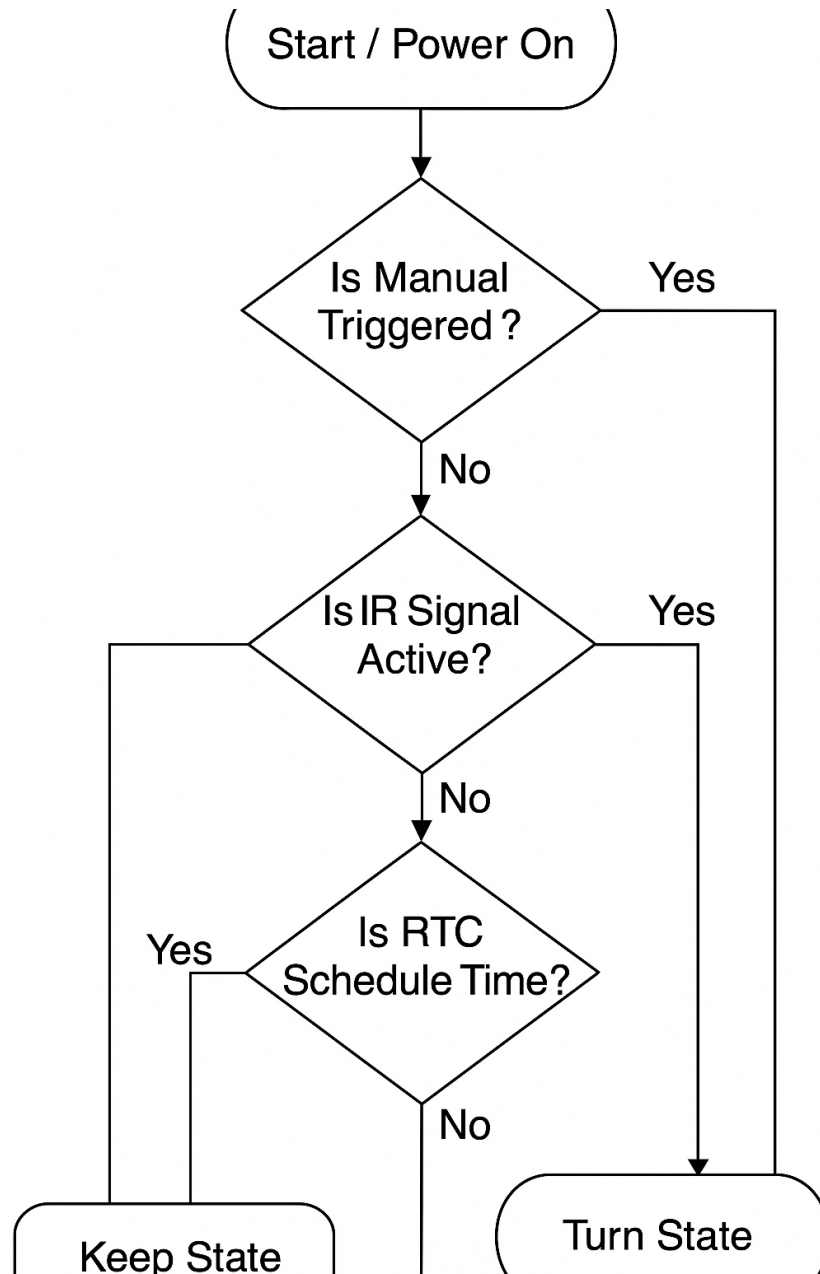 Start / Power On
Is Manual
Triggered ?
Yes
No
Is IR Signal
Active?
Yes
No
Is RTC
Schedule Time?
Yes
No
Turn State
Keep State